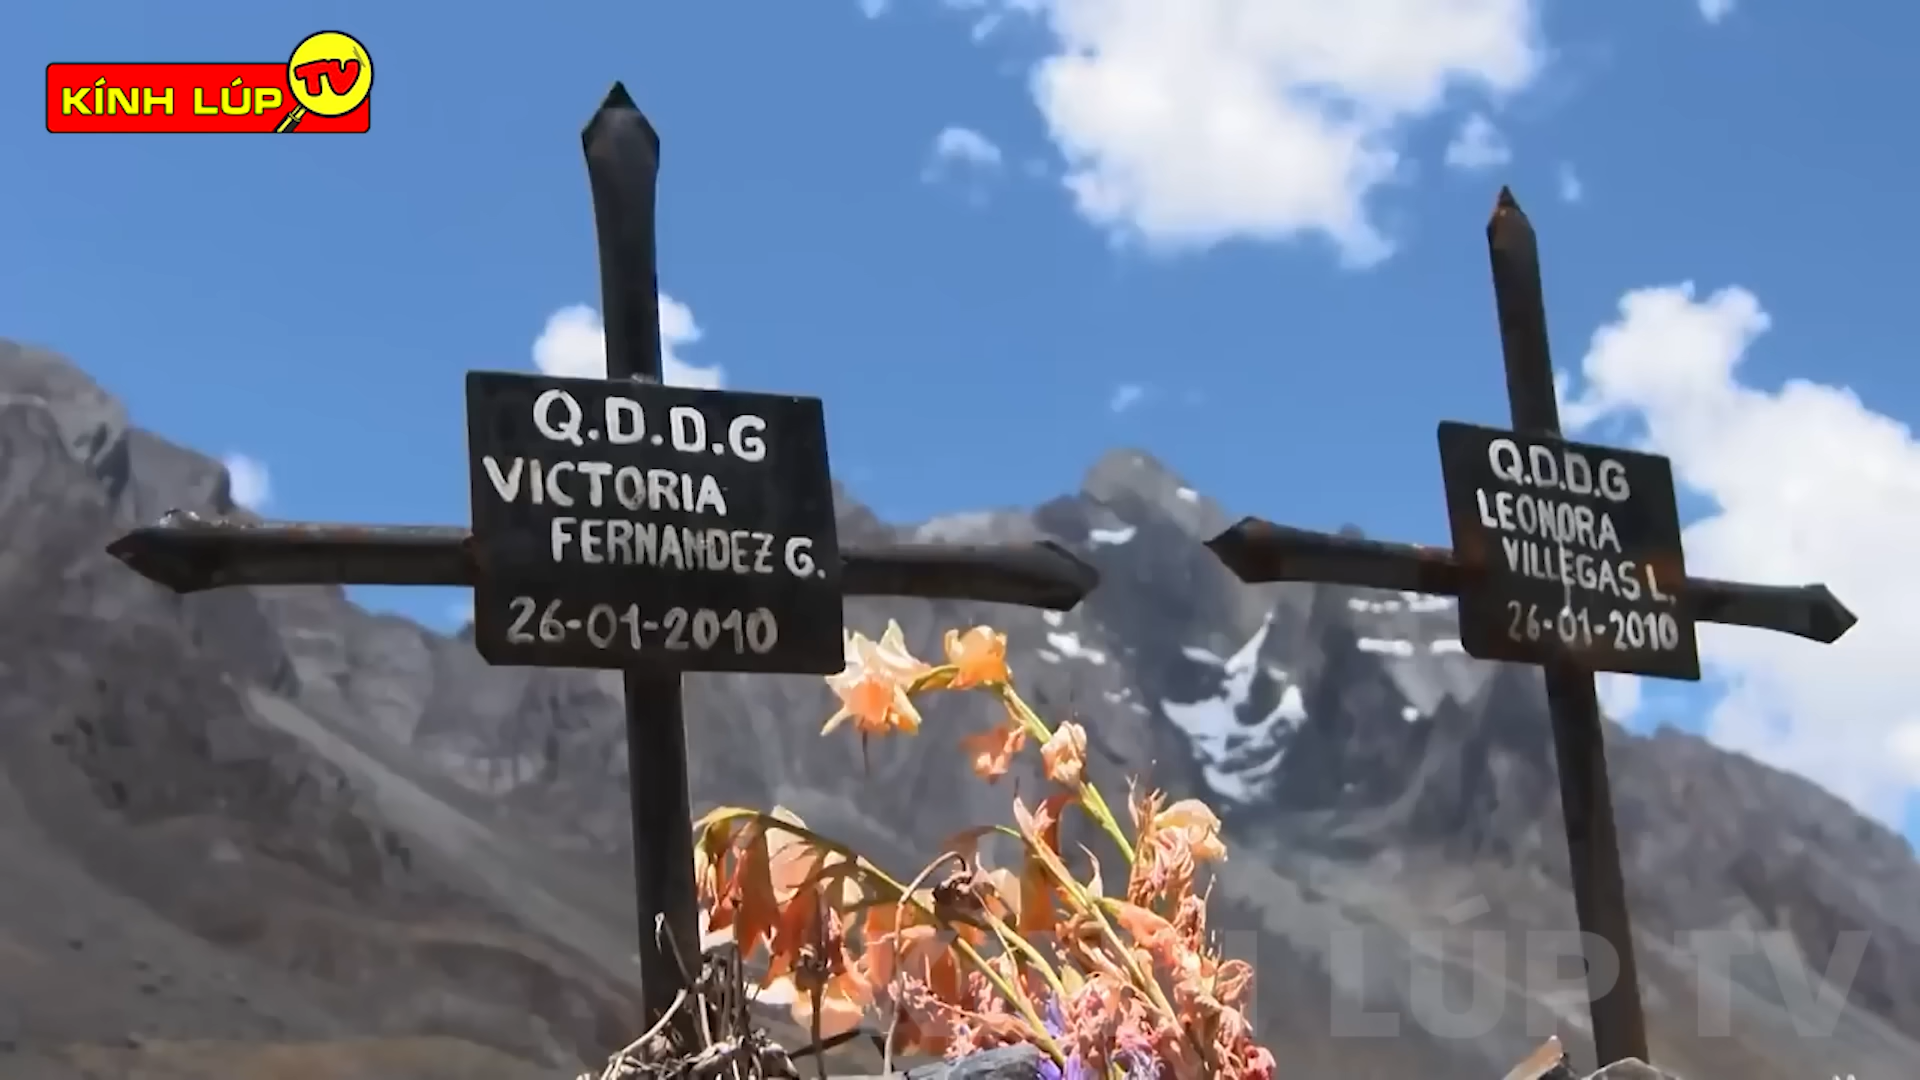 KÍNH LÚP TV
Q.D.D.G
VICTORIA
FERNANDEZ G.
26-01-2010
Q.D.D.G
LEONORA
VILLEGAS L.
26-01-2010
LÚP TV